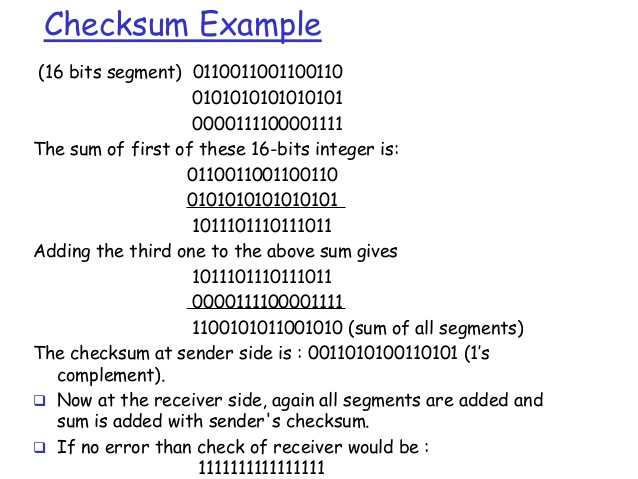 Checksum Example
(16 bits segment) 0110011001100110
0101010101010101
0000111100001111
The sum of first of these 16-bits integer is:
0110011001100110
0101010101010101
1011101110111011
Adding the third one to the above sum gives
1011101110111011
0000111100001111
1100101011001010 (sum of all segments)
The checksum at sender side is : 0011010100110101 (1's
complement).
❑ Now at the receiver side, again all segments are added and
sum is added with sender's checksum.
❑ If no error than check of receiver would be :
1111111111111111